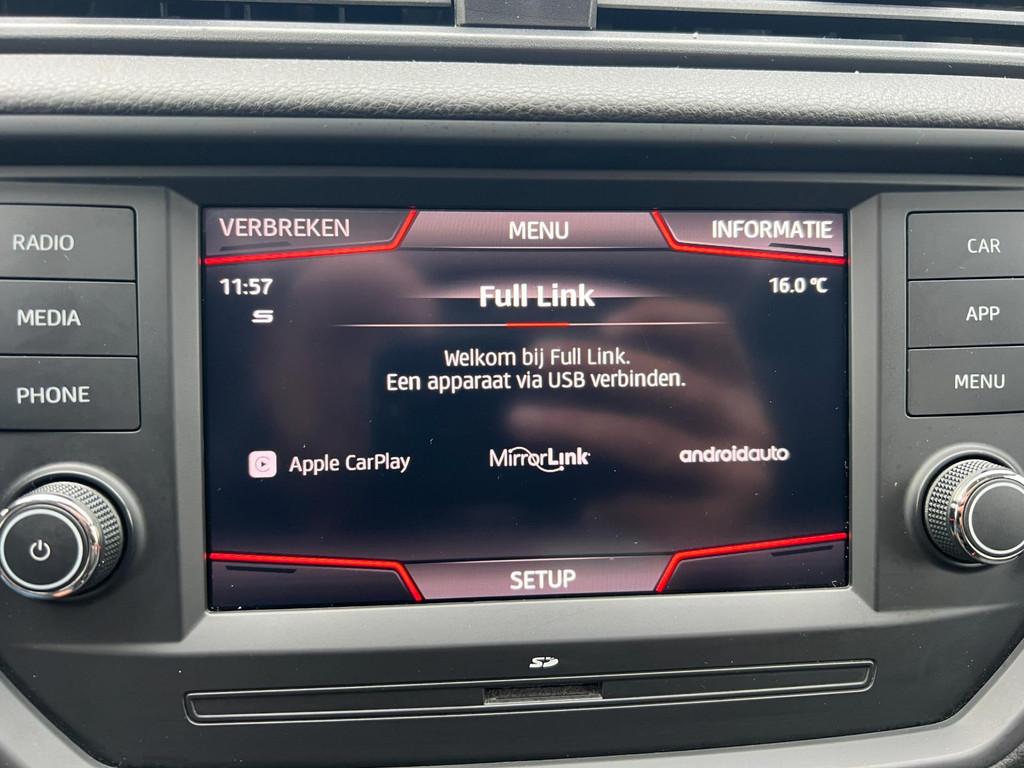 VERBREKEN
MENU
INFORMATIE
RADIO
MEDIA
PHONE
CAR
APP
MENU
11:57
16.0 °C
Full Link
Welkom bij Full Link.
Een apparaat via USB verbinden.
Apple CarPlay
MirrorLink
androidauto
SETUP
SD